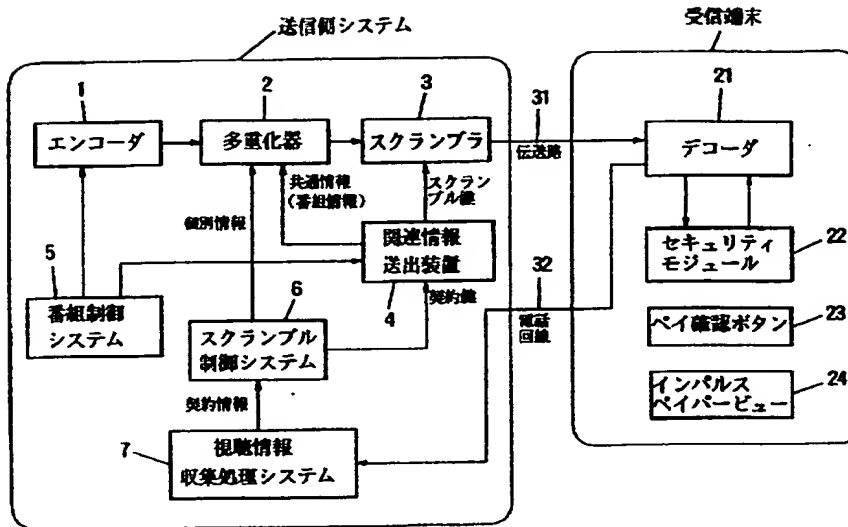 送信側システム
受信端末
1
2
3
31
21
エンコーダ
多重化器
スクランブラ
伝送路
デコーダ
共通情報
(番組情報)
スクラン
ブル鍵
個別情報
関連情報
送出装置
4
セキュリティ
モジュール
22
5
番組制御
システム
6
スクランブル
制御システム
契約鍵
32
電話
回線
ペイ確認ボタン
23
インパルス
ペイパービュー
24
契約情報
7
視聴情報
収集処理システム